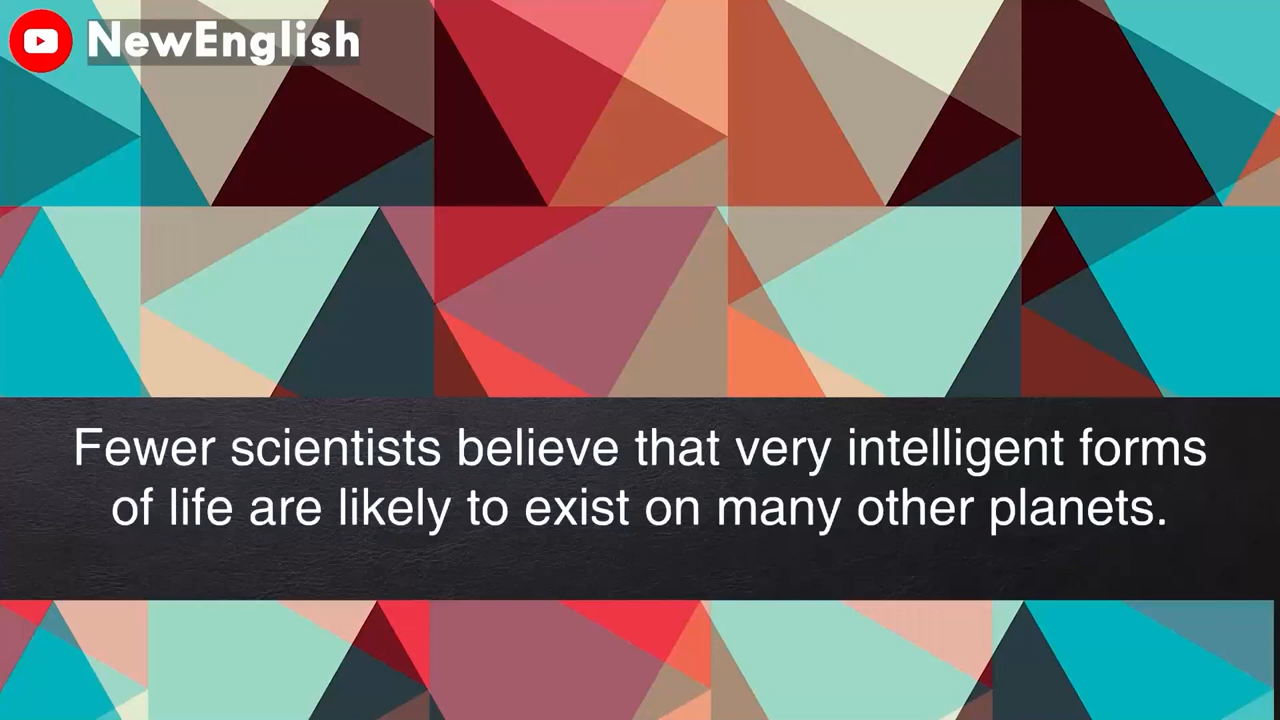 NewEnglish
Fewer scientists believe that very intelligent forms
of life are likely to exist on many other planets.